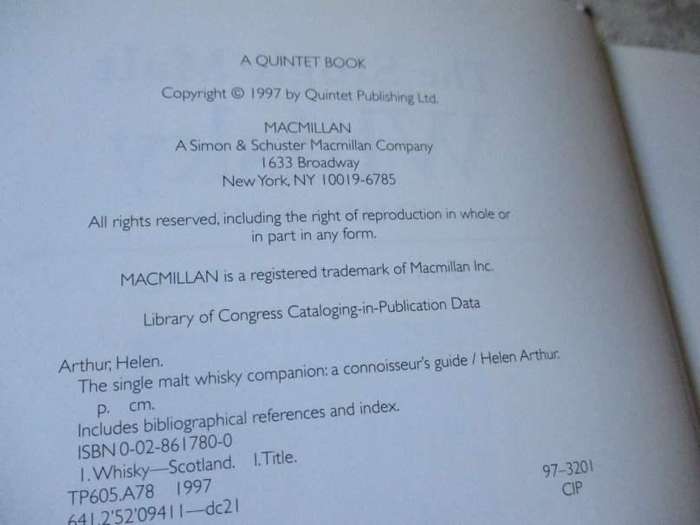 A QUINTET BOOK
Copyright © 1997 by Quintet Publishing Ltd.
MACMILLAN
A Simon & Schuster Macmillan Company
1633 Broadway
New York, NY 10019-6785
All rights reserved, including the right of reproduction in whole or
in part in any form.
MACMILLAN is a registered trademark of Macmillan Inc.
Library of Congress Cataloging-in-Publication Data
Arthur, Helen.
The single malt whisky companion: a connoisseur's guide / Helen Arthur.
p. cm.
Includes bibliographical references and index.
ISBN 0-02-861780-0
1. Whisky—Scotland. I. Title.
TP605.A78 1997
641.2'52'09411—dc21
97-3201
CIP